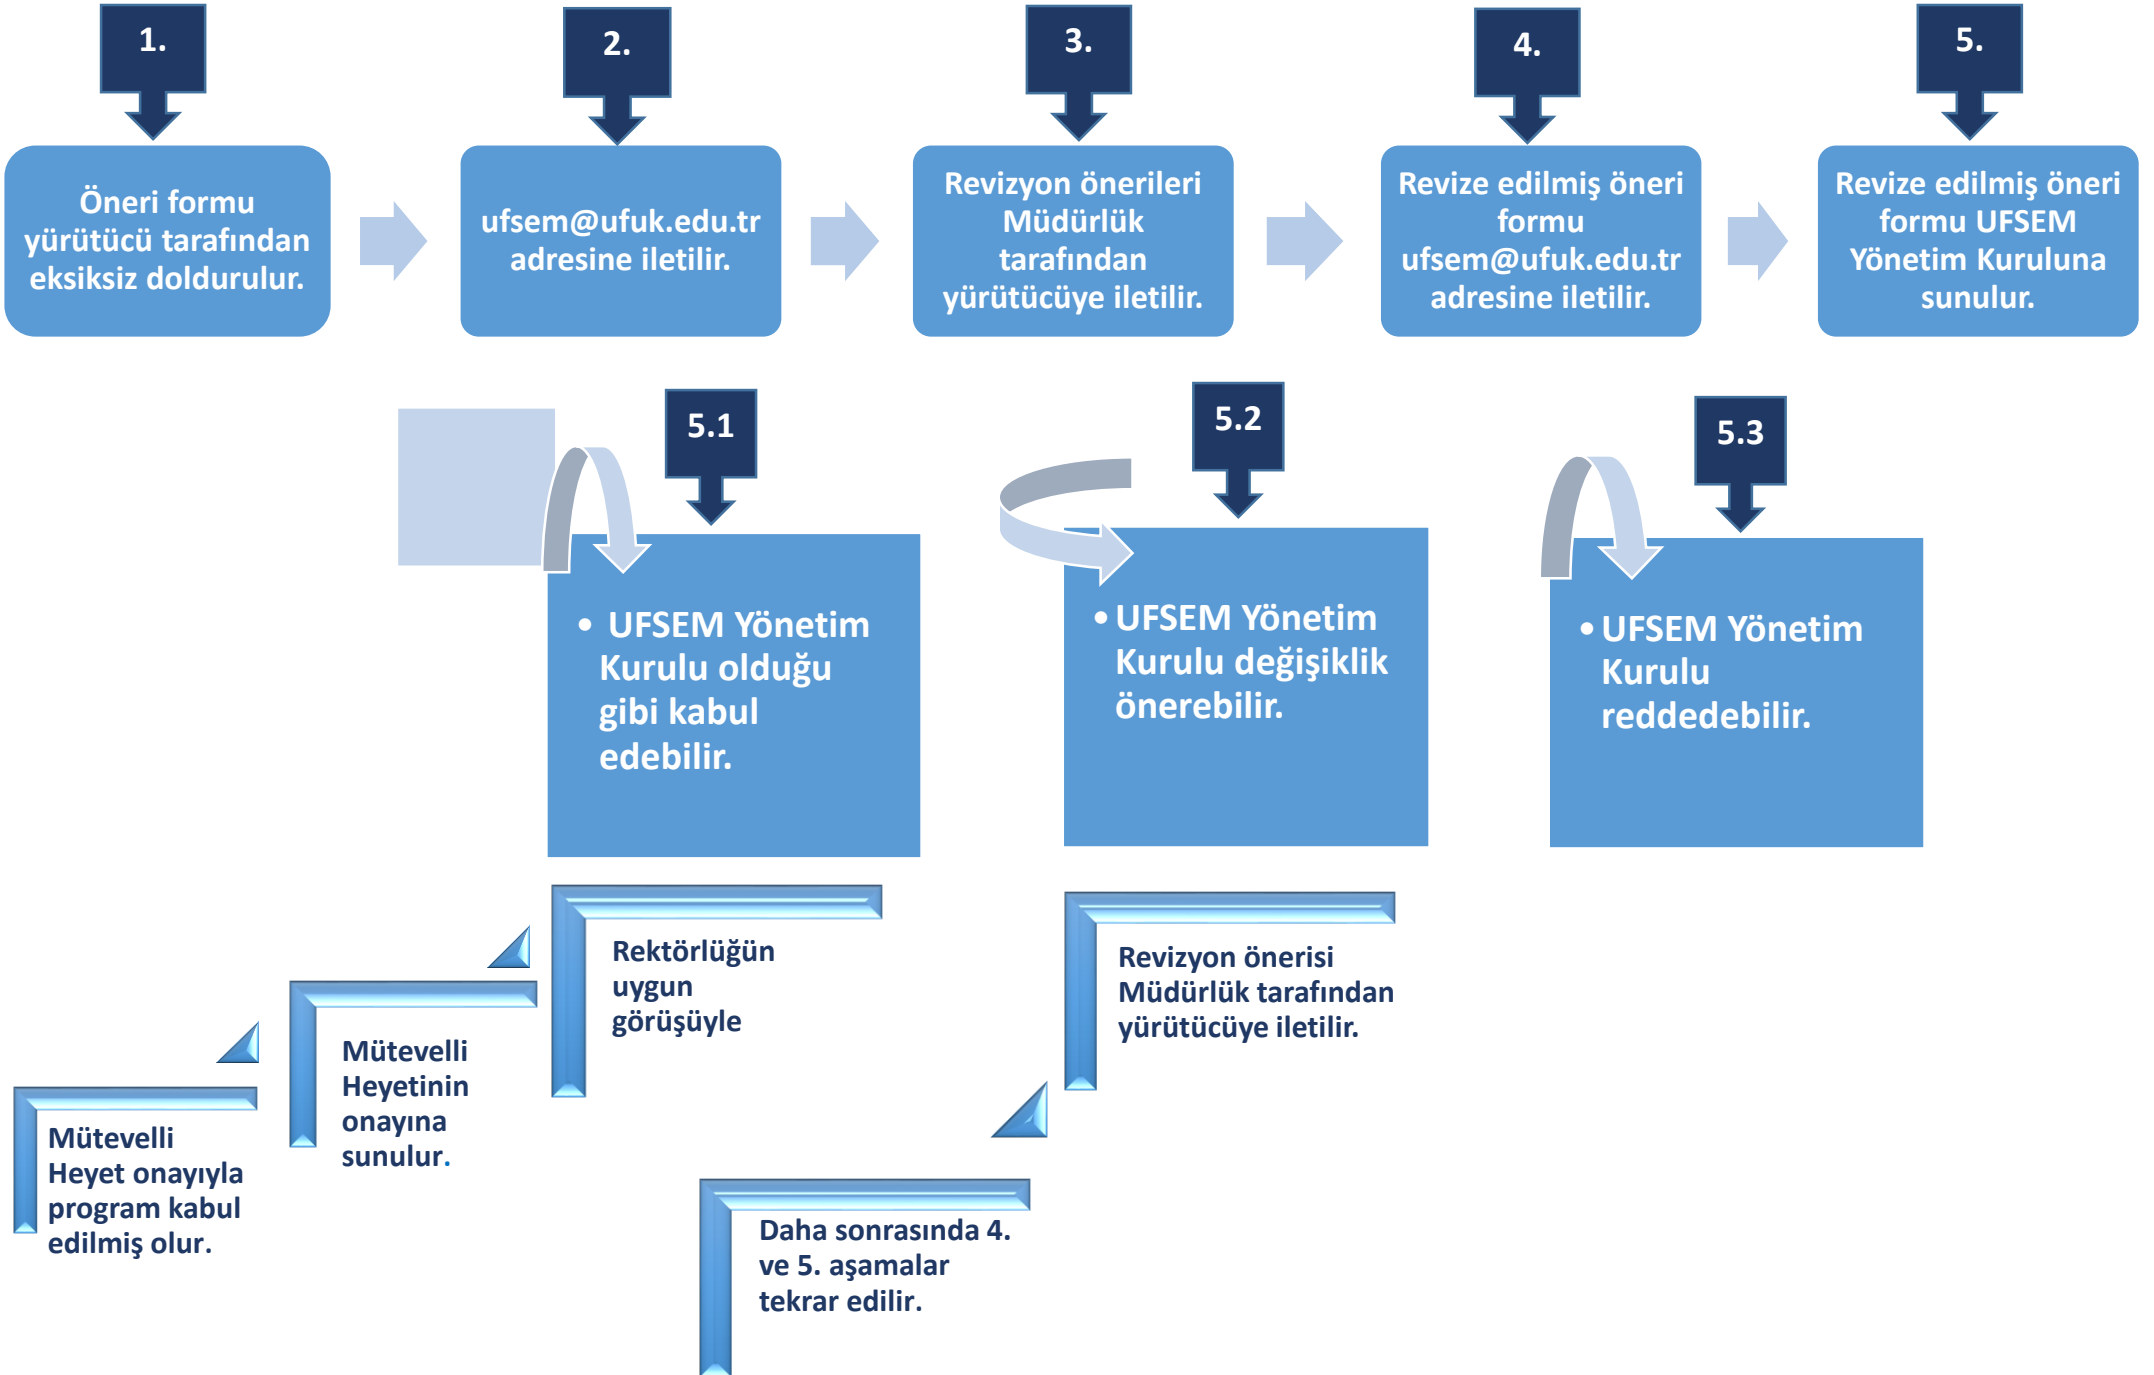 1.
Öneri formu
yürütücü tarafından
eksiksiz doldurulur.
2.
ufsem@ufuk.edu.tr
adresine iletilir.
3.
Revizyon önerileri
Müdürlük
tarafından
yürütücüye iletilir.
4.
Revize edilmiş öneri
formu
ufsem@ufuk.edu.tr
adresine iletilir.
5.
Revize edilmiş öneri
formu UFSEM
Yönetim Kuruluna
sunulur.
5.1
• UFSEM Yönetim
Kurulu olduğu
gibi kabul
edebilir.
5.2
• UFSEM Yönetim
Kurulu değişiklik
önerebilir.
5.3
• UFSEM Yönetim
Kurulu
reddedebilir.
Rektörlüğün
uygun
görüşüyle
Mütevelli
Heyetinin
onayına
sunulur.
Mütevelli
Heyet onayıyla
program kabul
edilmiş olur.
Revizyon önerisi
Müdürlük tarafından
yürütücüye iletilir.
Daha sonrasında 4.
ve 5. aşamalar
tekrar edilir.